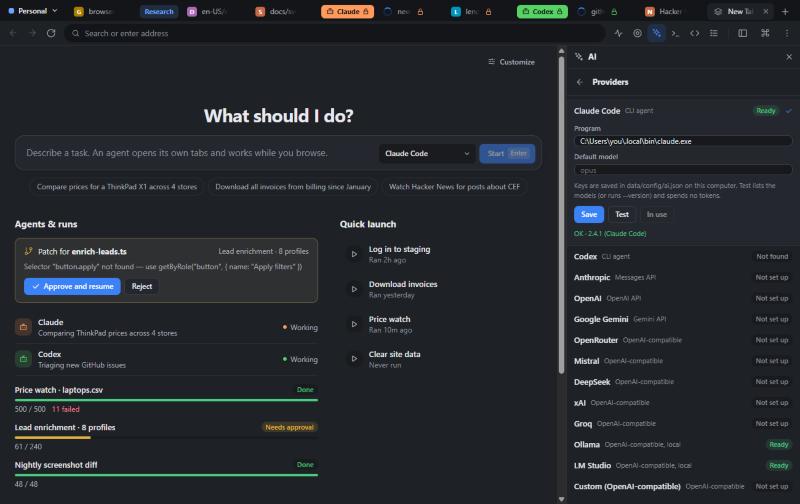 Personal
browse
Research
en-US/
docs/
Claude
new
Codex
gith
Hacker
New Ta
Search or enter address
Customize
What should I do?
Describe a task. An agent opens its own tabs and works while you browse.
Claude Code
Start Enter
Compare prices for a ThinkPad X1 across 4 stores
Download all invoices from billing since January
Watch Hacker News for posts about CEF
Agents & runs
Patch for enrich-leads.ts
Lead enrichment · 8 profiles
Selector "button.apply" not found — use getByRole("button", { name: "Apply filters" })
Approve and resume
Reject
Claude
Comparing ThinkPad prices across 4 stores
Working
Codex
Triaging new GitHub issues
Working
Price watch · laptops.csv
Done
500 / 500 11 failed
Lead enrichment · 8 profiles
Needs approval
61 / 240
Nightly screenshot diff
Done
48 / 48
Quick launch
Log in to staging
Ran 2h ago
Download invoices
Ran yesterday
Price watch
Ran 10m ago
Clear site data
Never run
AI
Providers
Claude Code CLI agent
Ready
Program
C:\Users\you\.local\bin\claude.exe
Default model
opus
Keys are saved in data/config/ai.json on this computer. Test lists the
models (or runs --version) and spends no tokens.
Save
Test
In use
OK · 2.4.1 (Claude Code)
Codex CLI agent
Not found
Anthropic Messages API
Not set up
OpenAI OpenAI API
Not set up
Google Gemini Gemini API
Not set up
OpenRouter OpenAI-compatible
Not set up
Mistral OpenAI-compatible
Not set up
DeepSeek OpenAI-compatible
Not set up
xAI OpenAI-compatible
Not set up
Groq OpenAI-compatible
Not set up
Ollama OpenAI-compatible, local
Ready
LM Studio OpenAI-compatible, local
Ready
Custom (OpenAI-compatible) OpenAI-compatible
Not set up